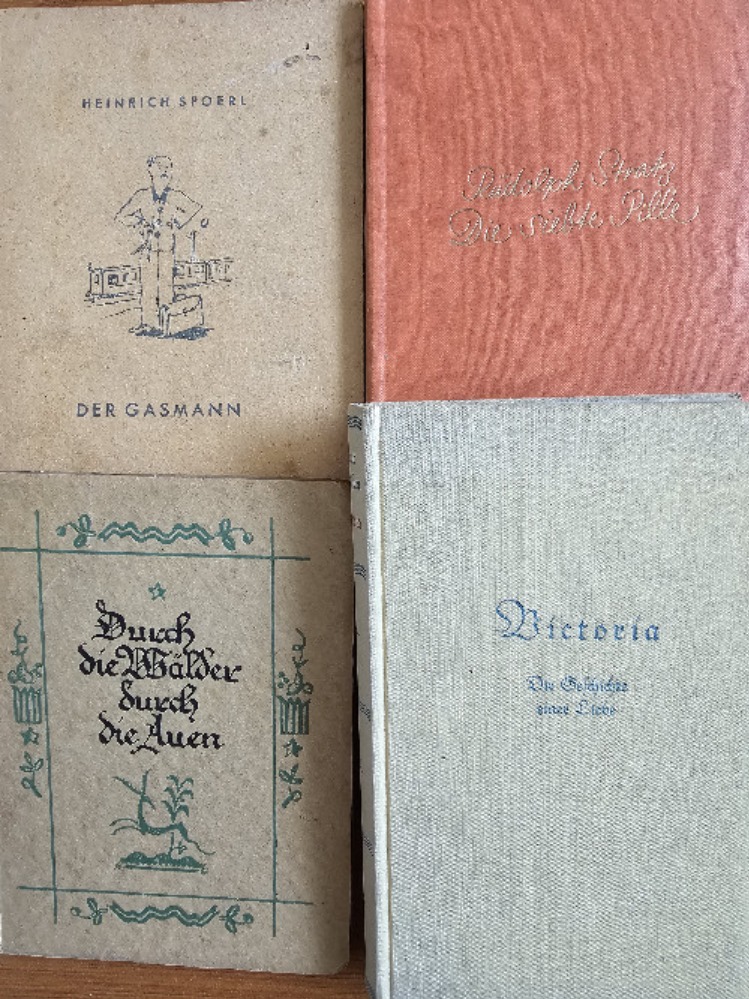 HEINRICH SPOERL
DER GASMANN
Rudolph Stratz
Die siebte Pille
Durch
die Wälder
durch
die Auen
Victoria
Die Geschichte
einer Liebe